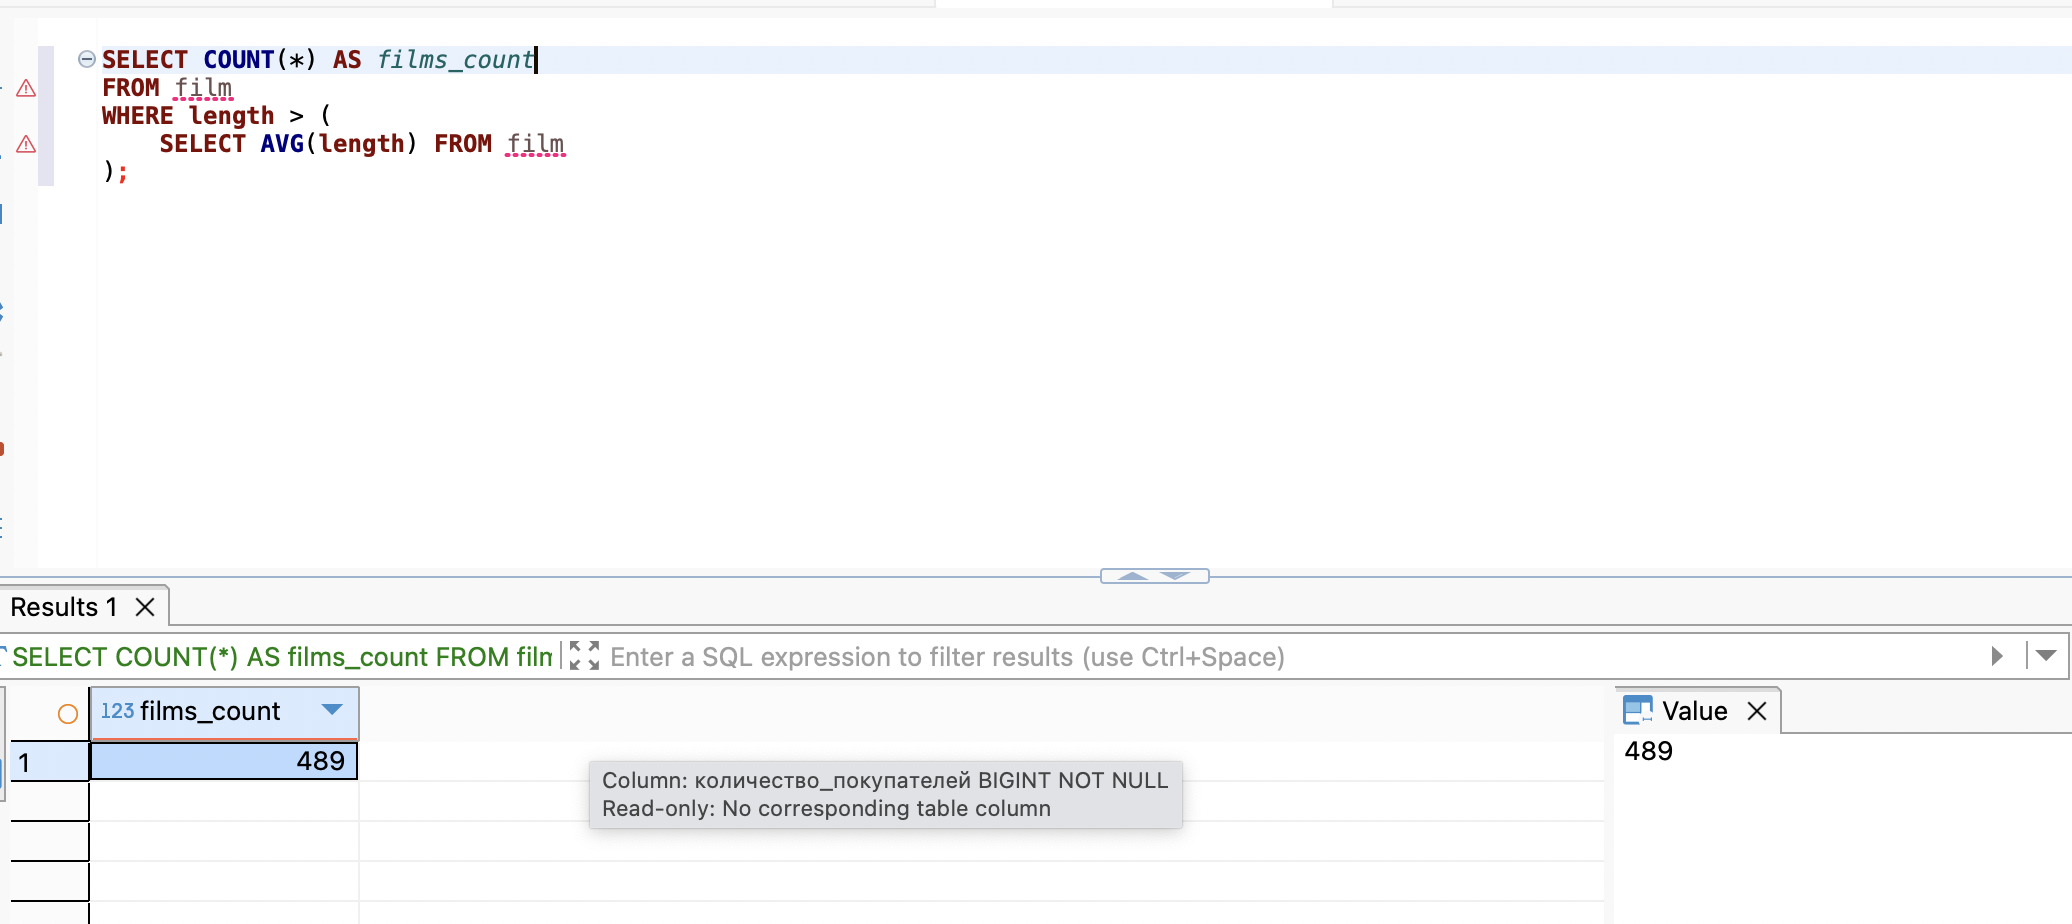 SELECT COUNT(*) AS films_count
FROM film
WHERE length > (
SELECT AVG(length) FROM film
);
Results 1
SELECT COUNT(*) AS films_count FROM film
Enter a SQL expression to filter results (use Ctrl+Space)
123 films_count
Value
1
489
489
Column: количество_покупателей BIGINT NOT NULL
Read-only: No corresponding table column